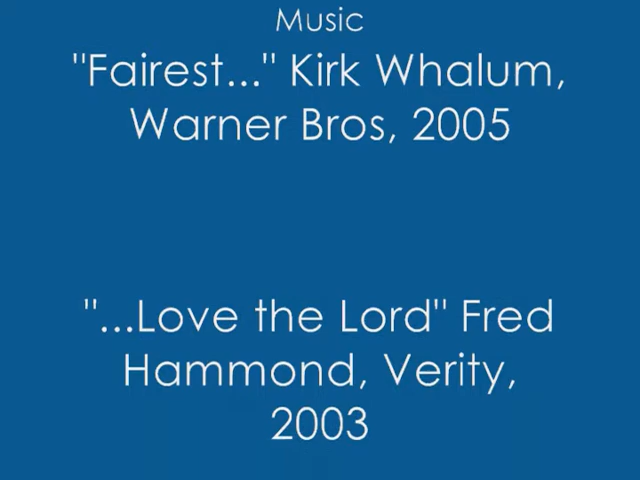 Music
"Fairest..." Kirk Whalum,
Warner Bros, 2005
"...Love the Lord" Fred
Hammond, Verity,
2003